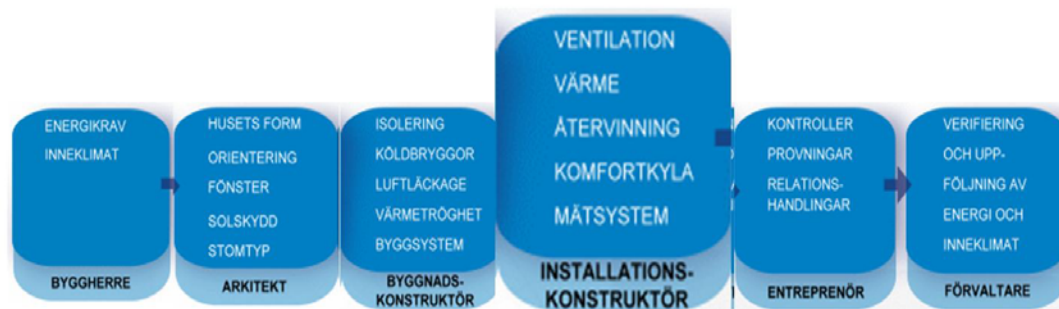 ENERGIKRAV
INNEKLIMAT
BYGGHERRE
HUSETS FORM
ORIENTERING
FÖNSTER
SOLSKYDD
STOMTYP
ARKITEKT
ISOLERING
KÖLDBRYGGOR
LUFTLÄCKAGE
VÄRMETRÖGHET
BYGGSYSTEM
BYGGNADS-
KONSTRUKTÖR
VENTILATION
VÄRME
ÅTERVINNING
KOMFORTKYLA
MÄTSYSTEM
INSTALLATIONS-
KONSTRUKTÖR
KONTROLLER
PROVNINGAR
RELATIONS-
HANDLINGAR
ENTREPRENÖR
VERIFIERING
OCH UPP-
FÖLJNING AV
ENERGI OCH
INNEKLIMAT
FÖRVALTARE